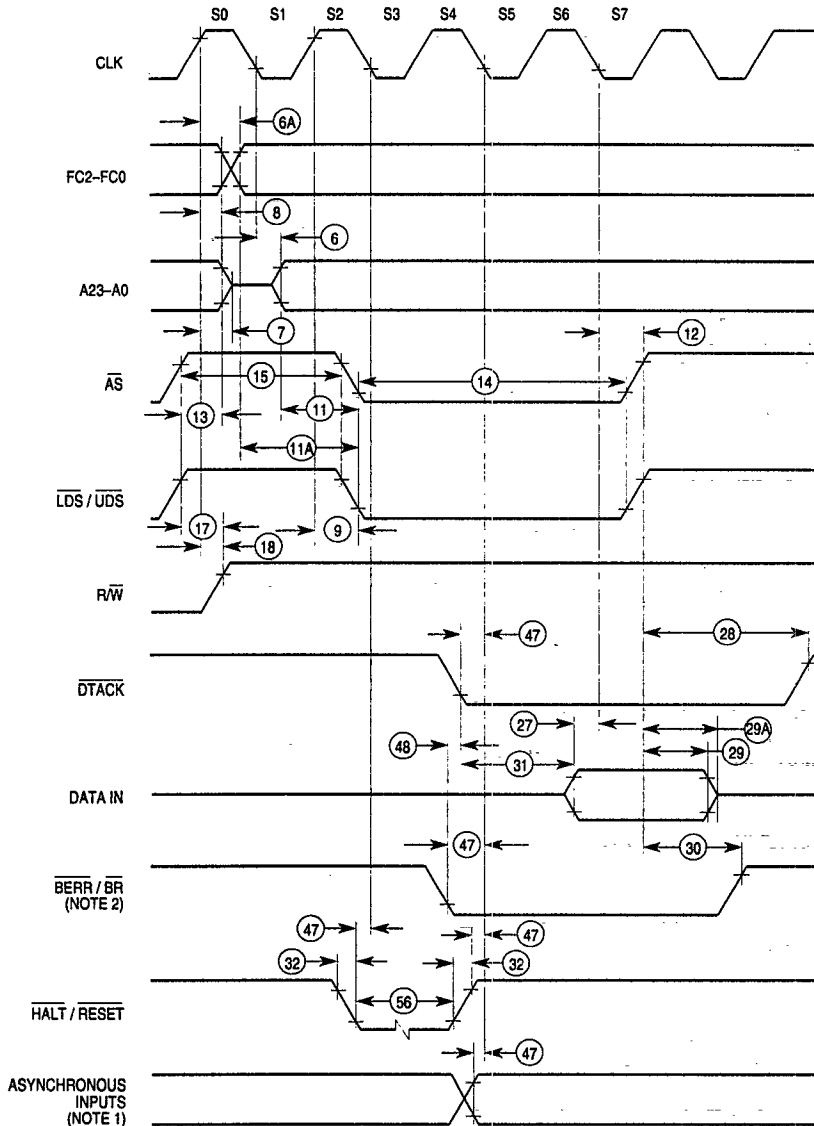 S0 S1 S2 S3 S4 S5 S6 S7
CLK
6A
FC2–FC0
8
6
A23–A0
7
12
AS
15
14
13
11
11A
LDS / UDS
17
9
18
R/W
47
28
DTACK
27
29A
48
31
29
DATA IN
47
30
BERR / BR
(NOTE 2)
47
47
32
32
56
HALT / RESET
47
ASYNCHRONOUS
INPUTS
(NOTE 1)